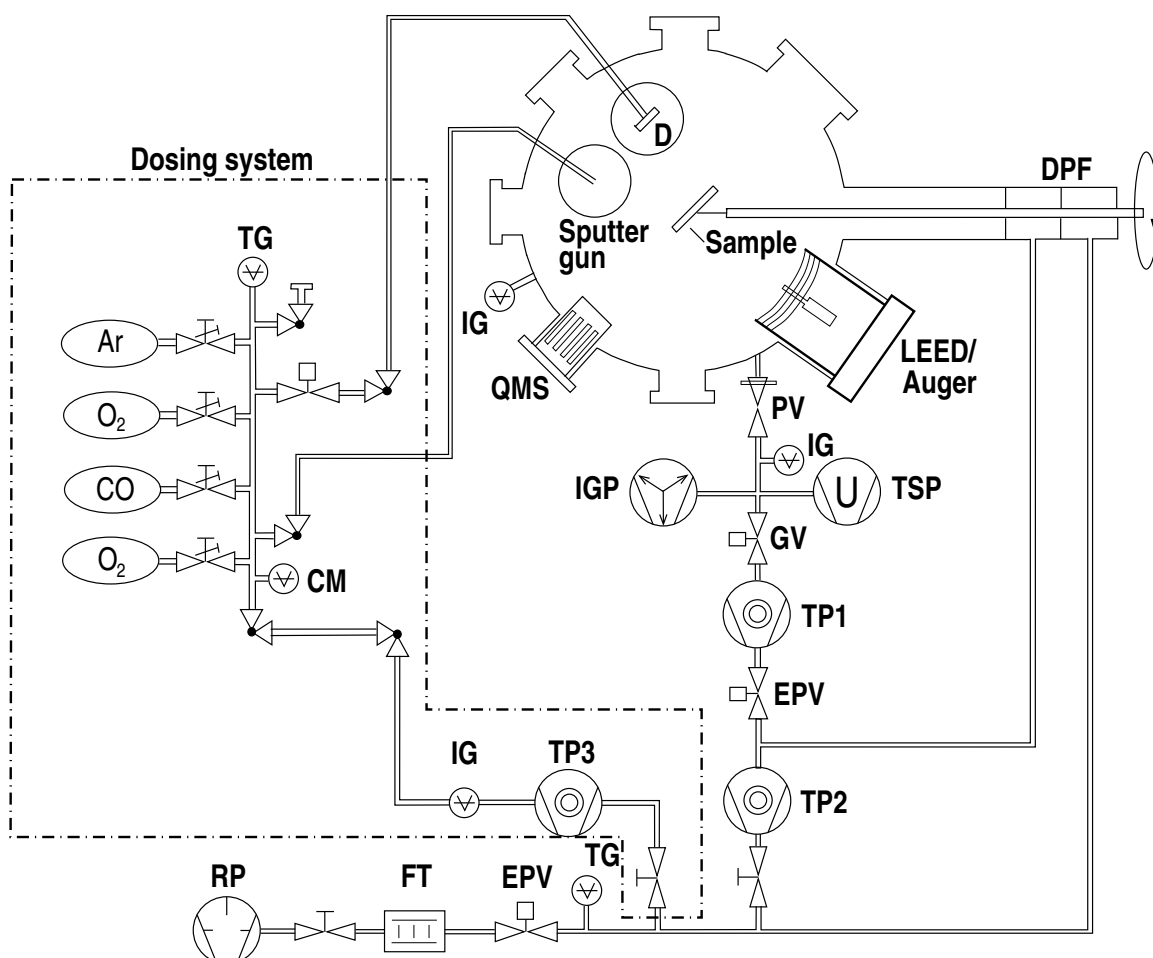 D
Dosing system
DPF
TG
Sputter
gun
Sample
Ar
IG
LEED/
Auger
QMS
PV
O2
IG
CO
IGP
U
TSP
GV
O2
CM
TP1
EPV
IG
TP3
TP2
TG
RP
FT
EPV